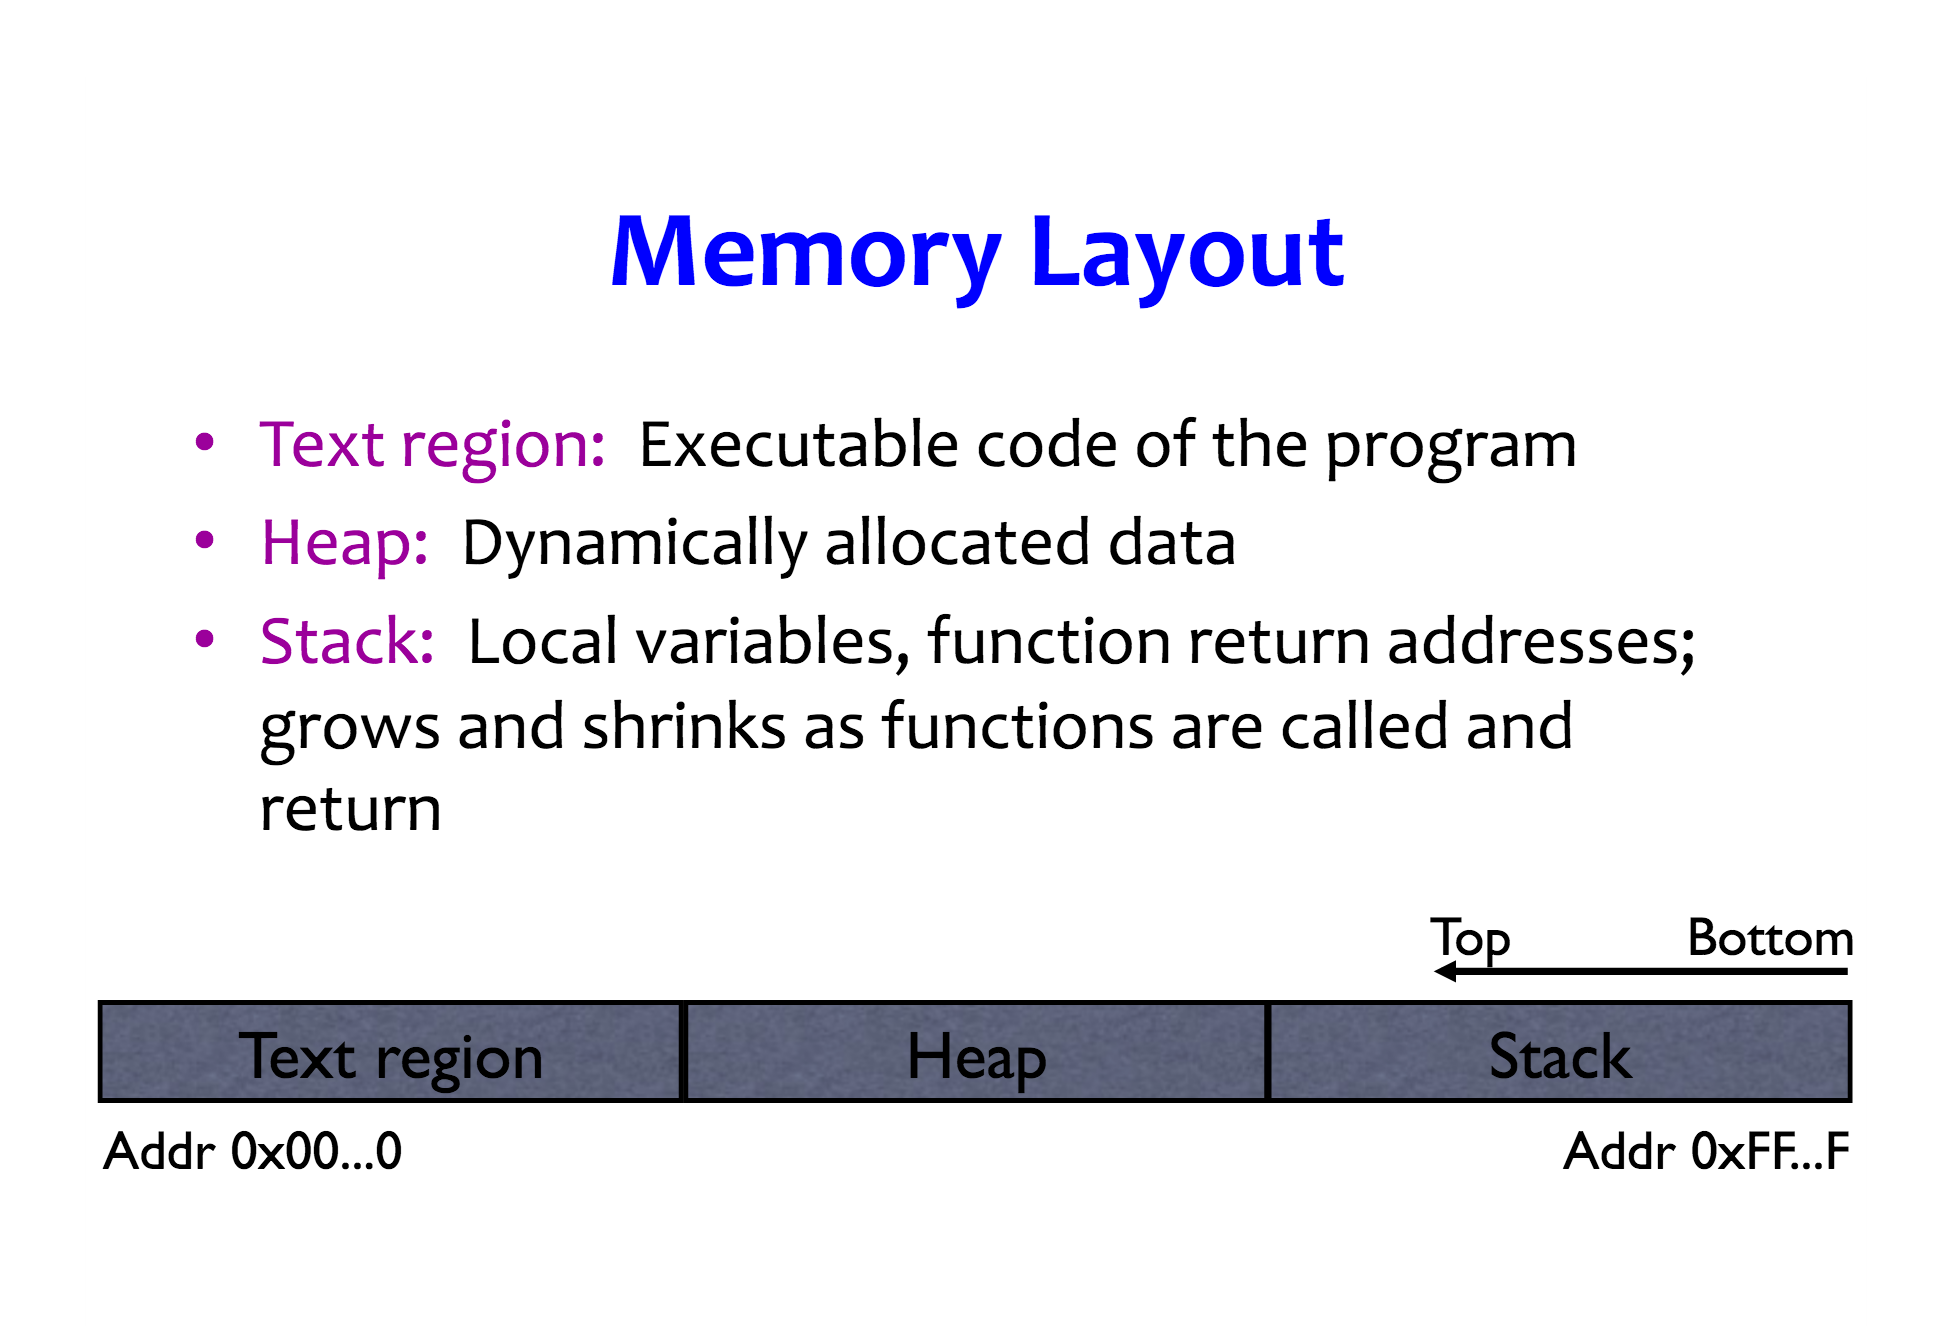 Memory Layout
• Text region: Executable code of the program
• Heap: Dynamically allocated data
• Stack: Local variables, function return addresses;
grows and shrinks as functions are called and
return
Top Bottom
Text region Heap Stack
Addr 0x00...0 Addr 0xFF...F